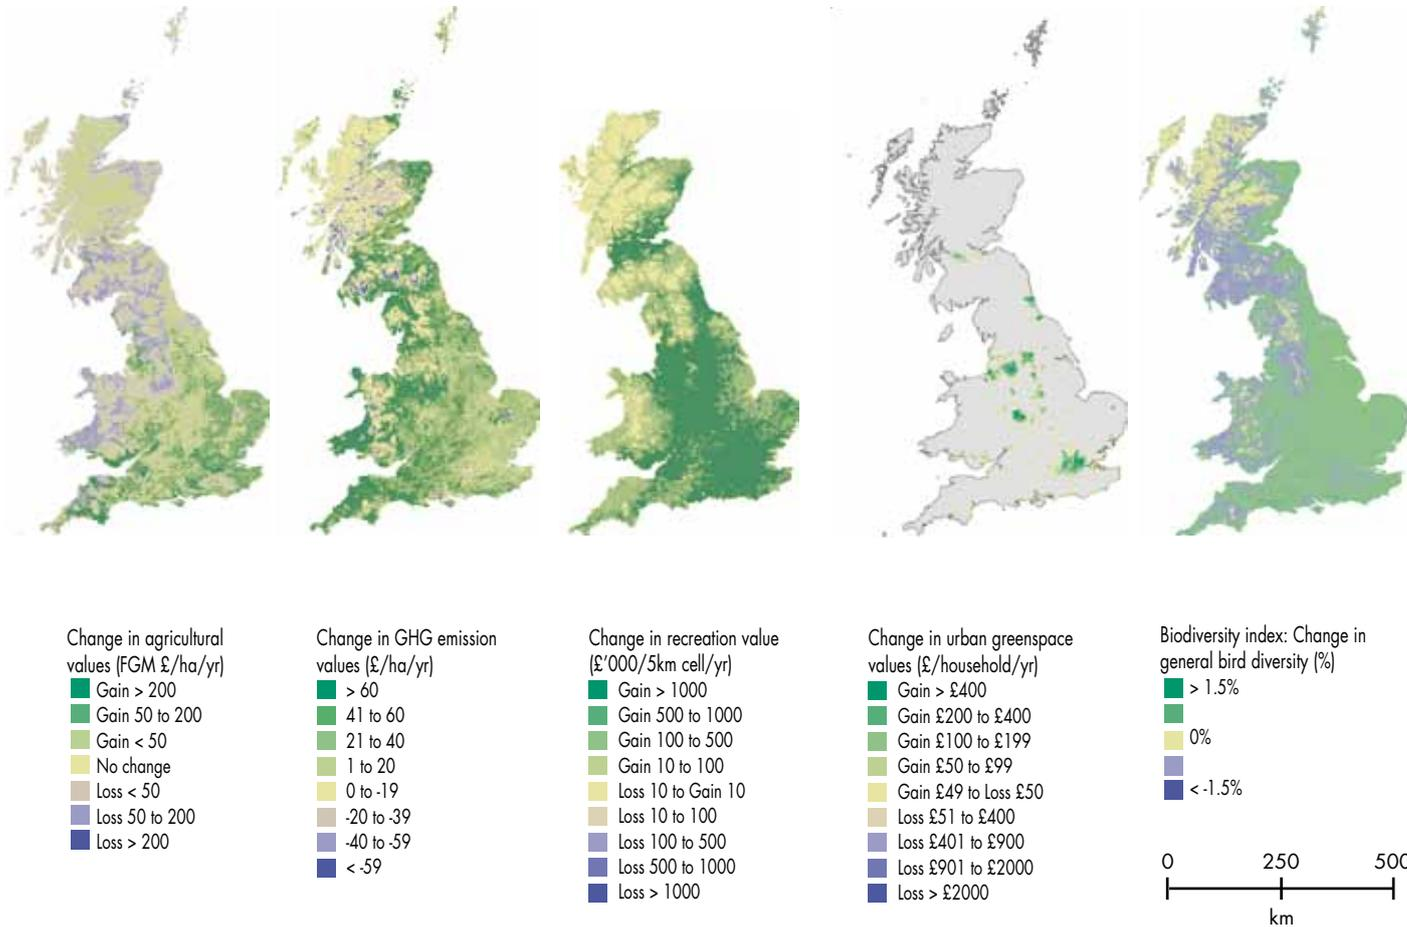 Change in agricultural
values (FGM £/ha/yr)
Gain > 200
Gain 50 to 200
Gain < 50
No change
Loss < 50
Loss 50 to 200
Loss > 200
Change in GHG emission
values (£/ha/yr)
> 60
41 to 60
21 to 40
1 to 20
0 to -19
-20 to -39
-40 to -59
< -59
Change in recreation value
(£'000/5km cell/yr)
Gain > 1000
Gain 500 to 1000
Gain 100 to 500
Gain 10 to 100
Loss 10 to Gain 10
Loss 10 to 100
Loss 100 to 500
Loss 500 to 1000
Loss > 1000
Change in urban greenspace
values (£/household/yr)
Gain > £400
Gain £200 to £400
Gain £100 to £199
Gain £50 to £99
Gain £49 to Loss £50
Loss £51 to £400
Loss £401 to £900
Loss £901 to £2000
Loss > £2000
Biodiversity index: Change in
general bird diversity (%)
> 1.5%
0%
< -1.5%
0 250 500
km